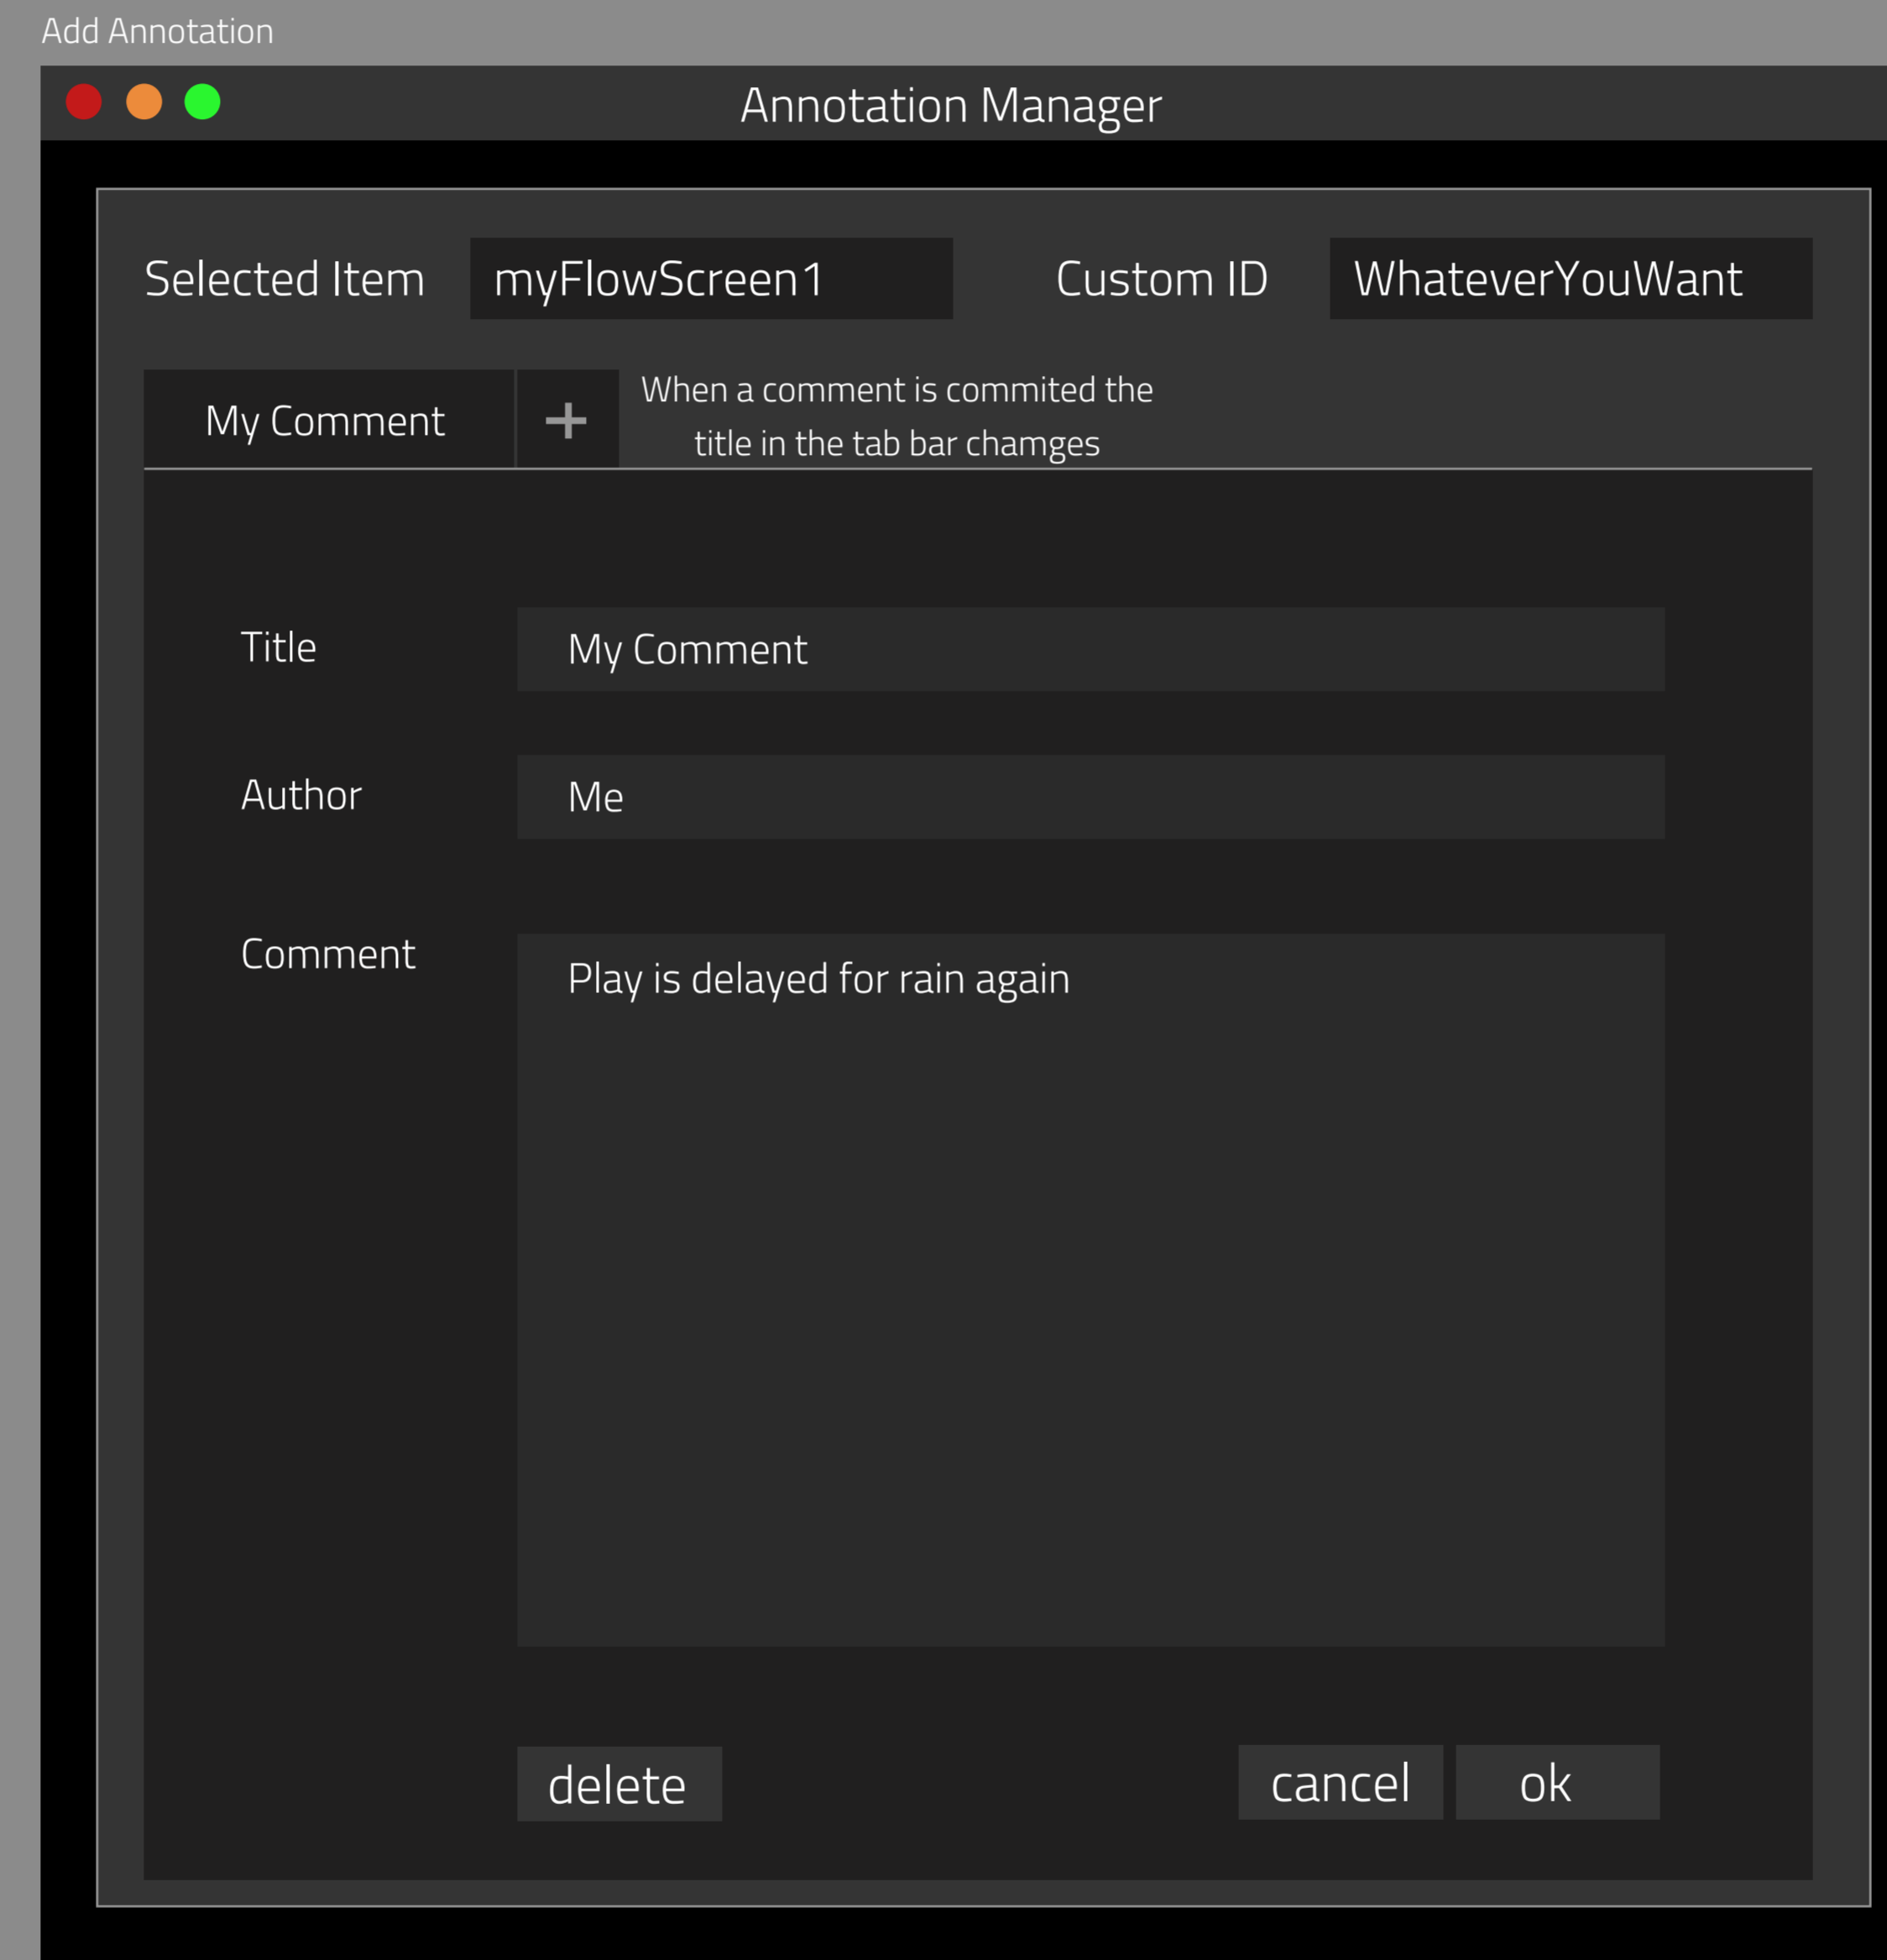 Add Annotation
Annotation Manager
Selected Item myFlowScreen1 Custom ID WhateverYouWant
My Comment +
When a comment is commited the
title in the tab bar chamges
Title My Comment
Author Me
Comment Play is delayed for rain again
delete cancel ok